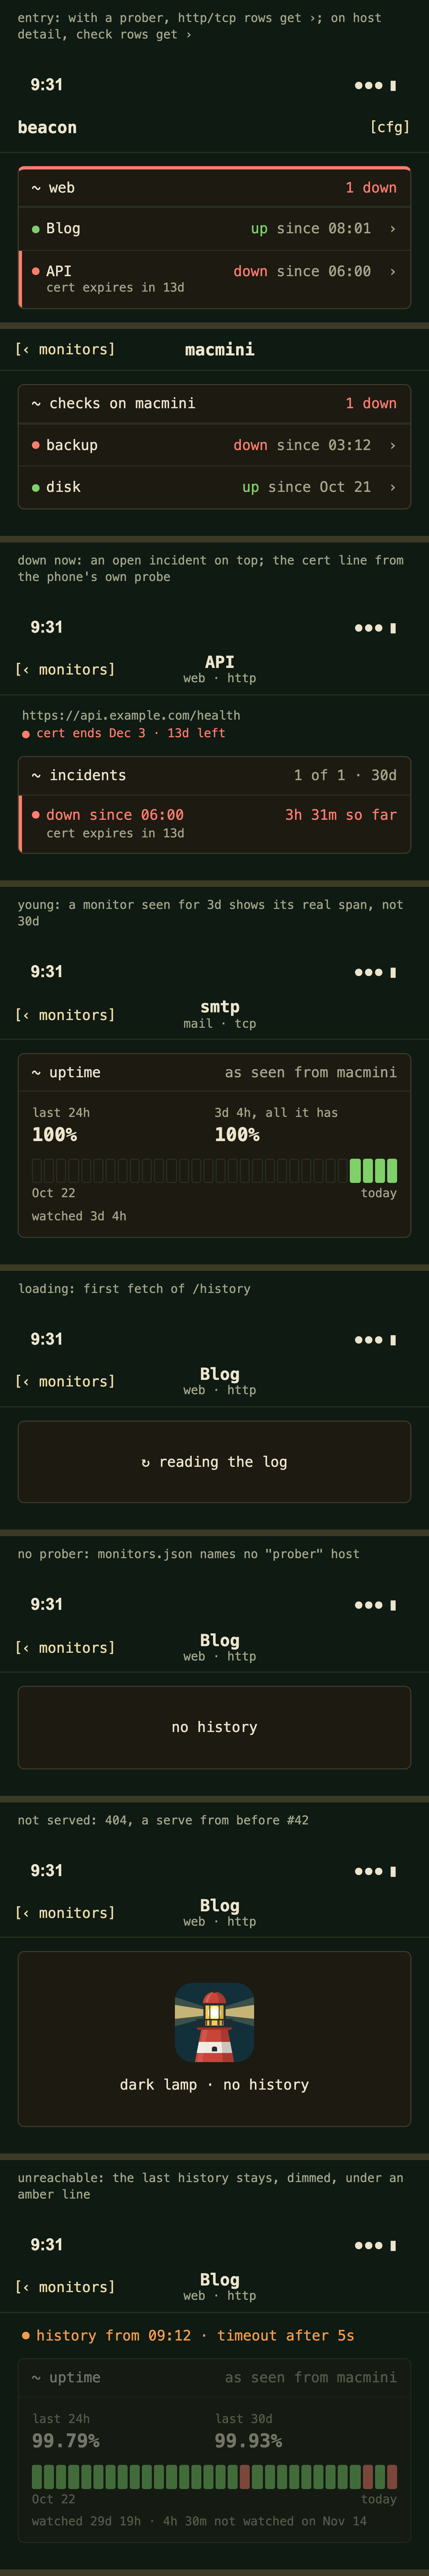 entry: with a prober, http/tcp rows get ›; on host
detail, check rows get ›
9:31
beacon [cfg]
~ web 1 down
Blog up since 08:01 ›
API down since 06:00 ›
cert expires in 13d
[‹ monitors] macmini
~ checks on macmini 1 down
backup down since 03:12 ›
disk up since Oct 21 ›
down now: an open incident on top; the cert line from
the phone's own probe
9:31
[‹ monitors] API
web · http
https://api.example.com/health
cert ends Dec 3 · 13d left
~ incidents 1 of 1 · 30d
down since 06:00 3h 31m so far
cert expires in 13d
young: a monitor seen for 3d shows its real span, not
30d
9:31
[‹ monitors] smtp
mail · tcp
~ uptime as seen from macmini
last 24h 3d 4h, all it has
100% 100%
Oct 22 today
watched 3d 4h
loading: first fetch of /history
9:31
[‹ monitors] Blog
web · http
↻ reading the log
no prober: monitors.json names no "prober" host
9:31
[‹ monitors] Blog
web · http
no history
not served: 404, a serve from before #42
9:31
[‹ monitors] Blog
web · http
dark lamp · no history
unreachable: the last history stays, dimmed, under an
amber line
9:31
[‹ monitors] Blog
web · http
history from 09:12 · timeout after 5s
~ uptime as seen from macmini
last 24h last 30d
99.79% 99.93%
Oct 22 today
watched 29d 19h · 4h 30m not watched on Nov 14